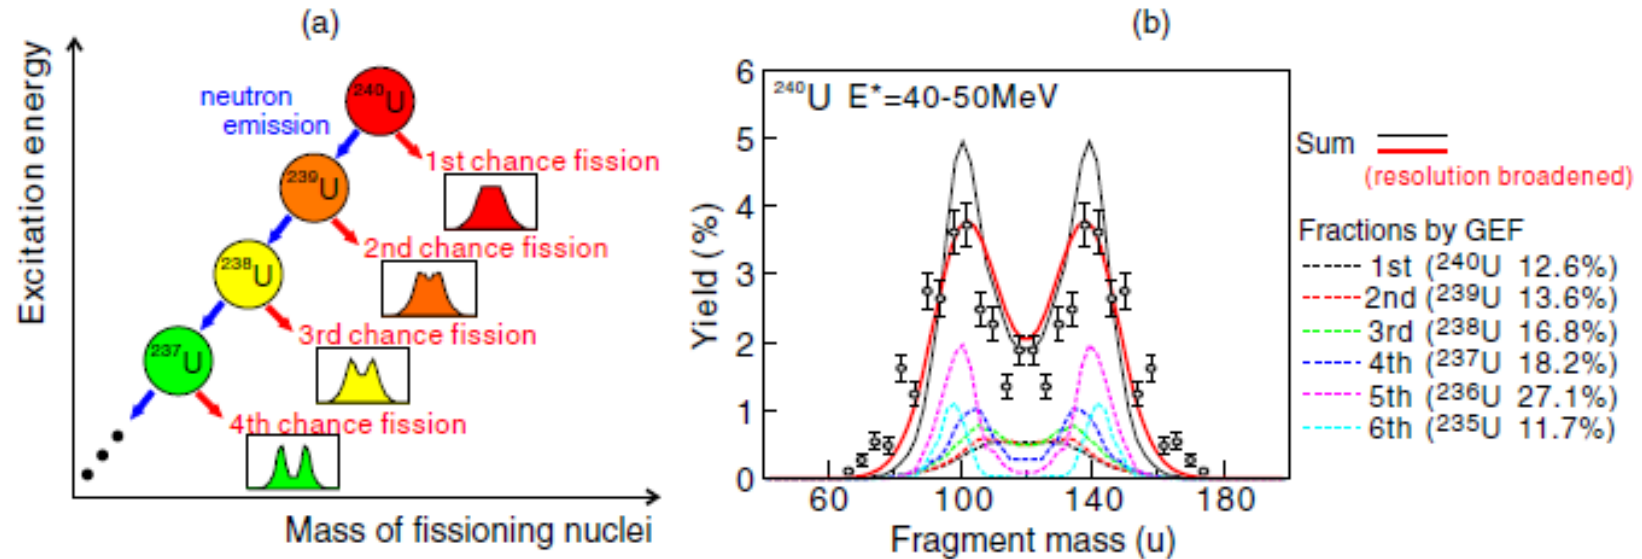 (a)
Excitation energy
neutron
emission
²⁴⁰U
1st chance fission
²³⁹U
2nd chance fission
²³⁸U
3rd chance fission
²³⁷U
4th chance fission
Mass of fissioning nuclei
(b)
²⁴⁰U E*=40-50MeV
Yield (%)
6
5
4
3
2
1
0
60
100
140
180
Fragment mass (u)
Sum
(resolution broadened)
Fractions by GEF
1st (²⁴⁰U 12.6%)
2nd (²³⁹U 13.6%)
3rd (²³⁸U 16.8%)
4th (²³⁷U 18.2%)
5th (²³⁶U 27.1%)
6th (²³⁵U 11.7%)